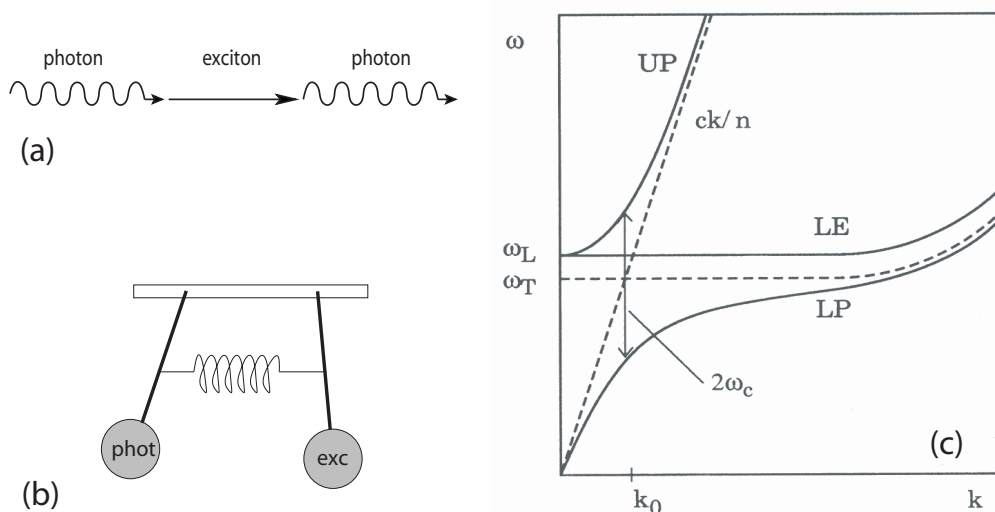 photon exciton photon
(a)
phot exc
(b)
ω
UP
ck/n
ω_L
LE
ω_T
LP
2ω_c
(c)
k_0 k